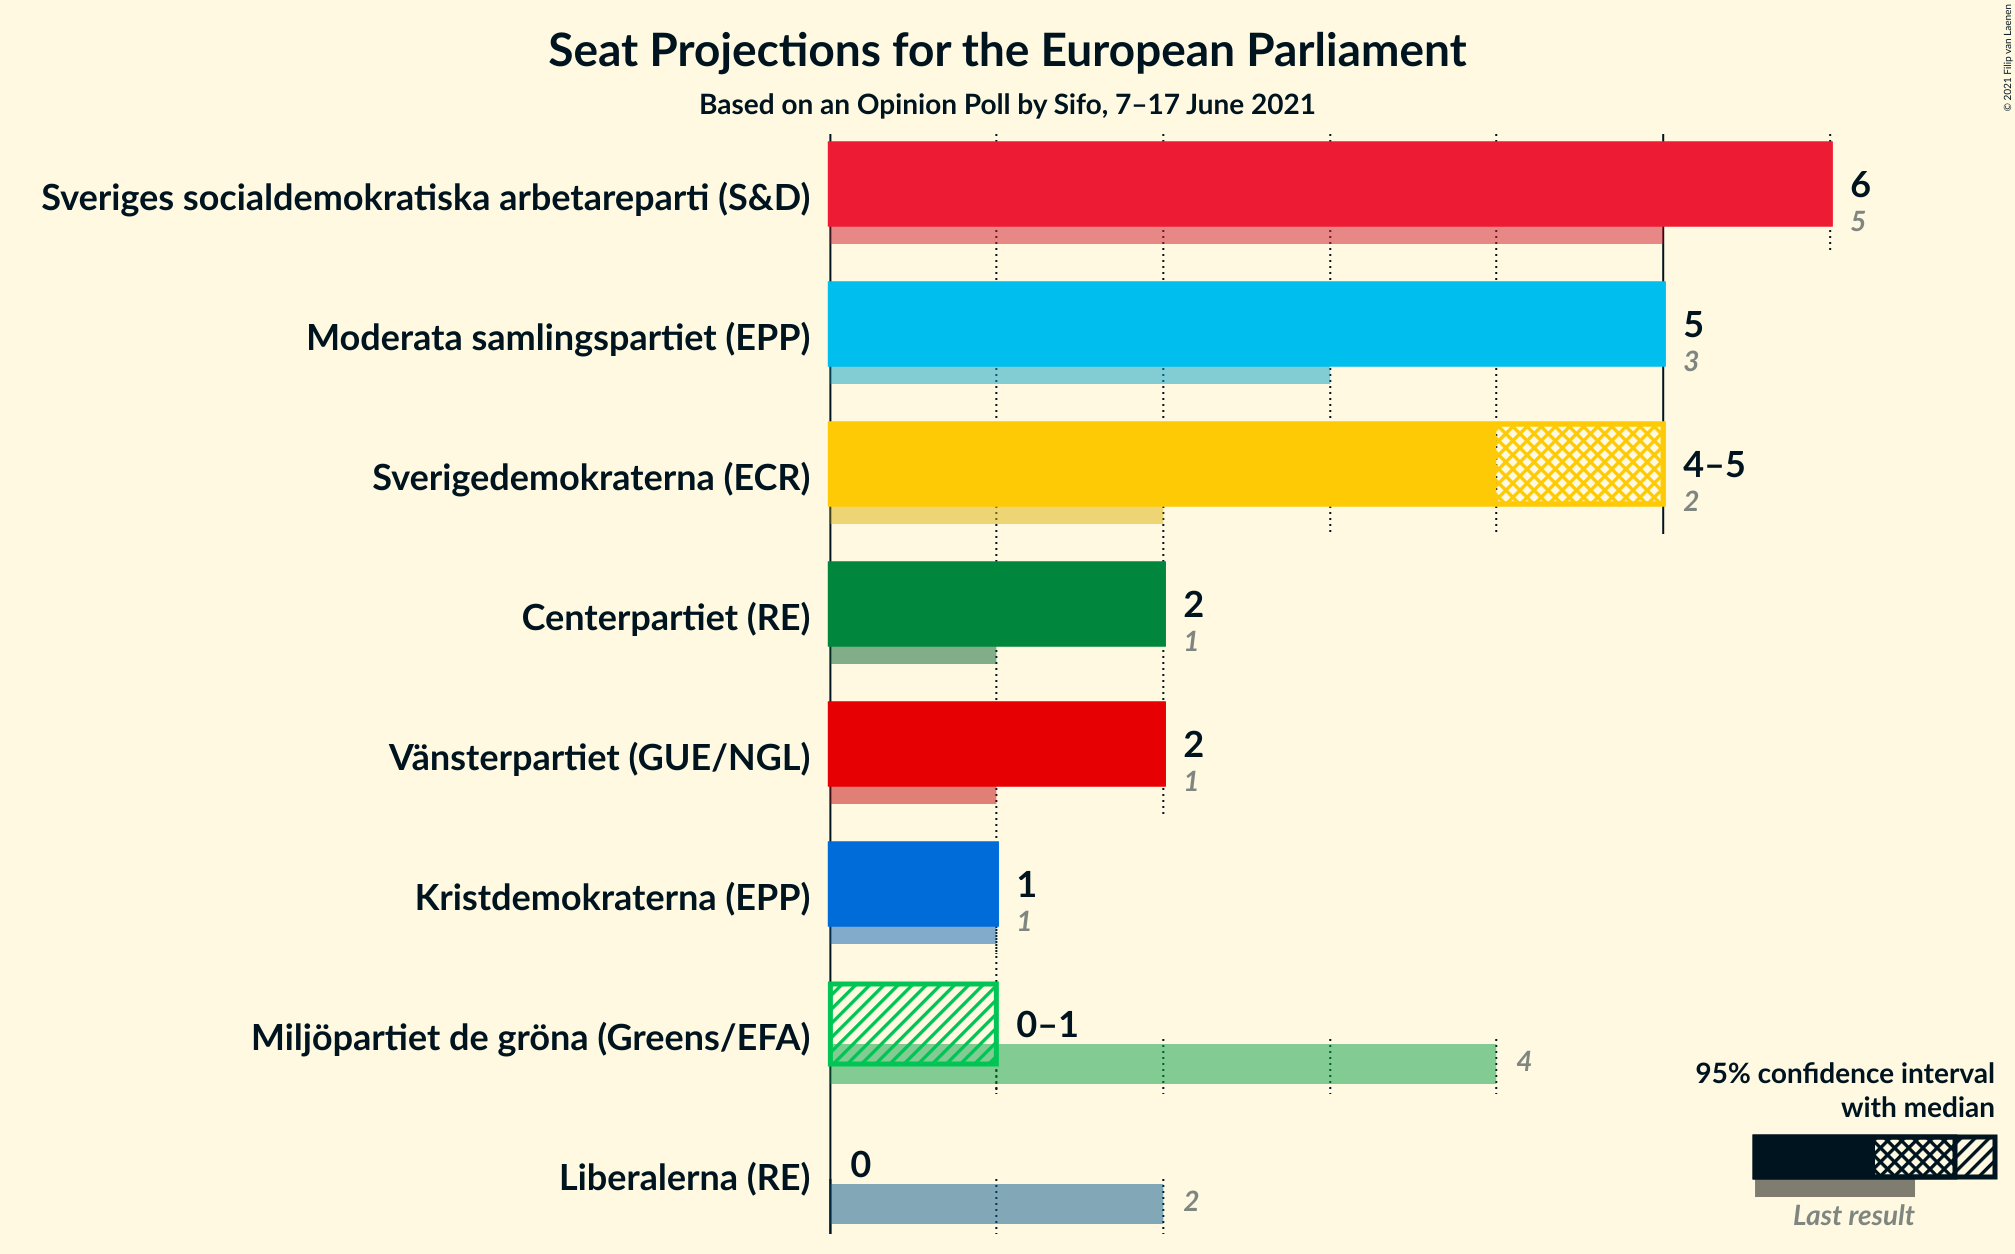 Seat Projections for the European Parliament
Based on an Opinion Poll by Sifo, 7–17 June 2021
© 2021 Filip van Laenen
Sveriges socialdemokratiska arbetareparti (S&D)
6
5
Moderata samlingspartiet (EPP)
5
3
Sverigedemokraterna (ECR)
4–5
2
Centerpartiet (RE)
2
1
Vänsterpartiet (GUE/NGL)
2
1
Kristdemokraterna (EPP)
1
1
Miljöpartiet de gröna (Greens/EFA)
0–1
4
Liberalerna (RE)
0
2
95% confidence interval
with median
Last result